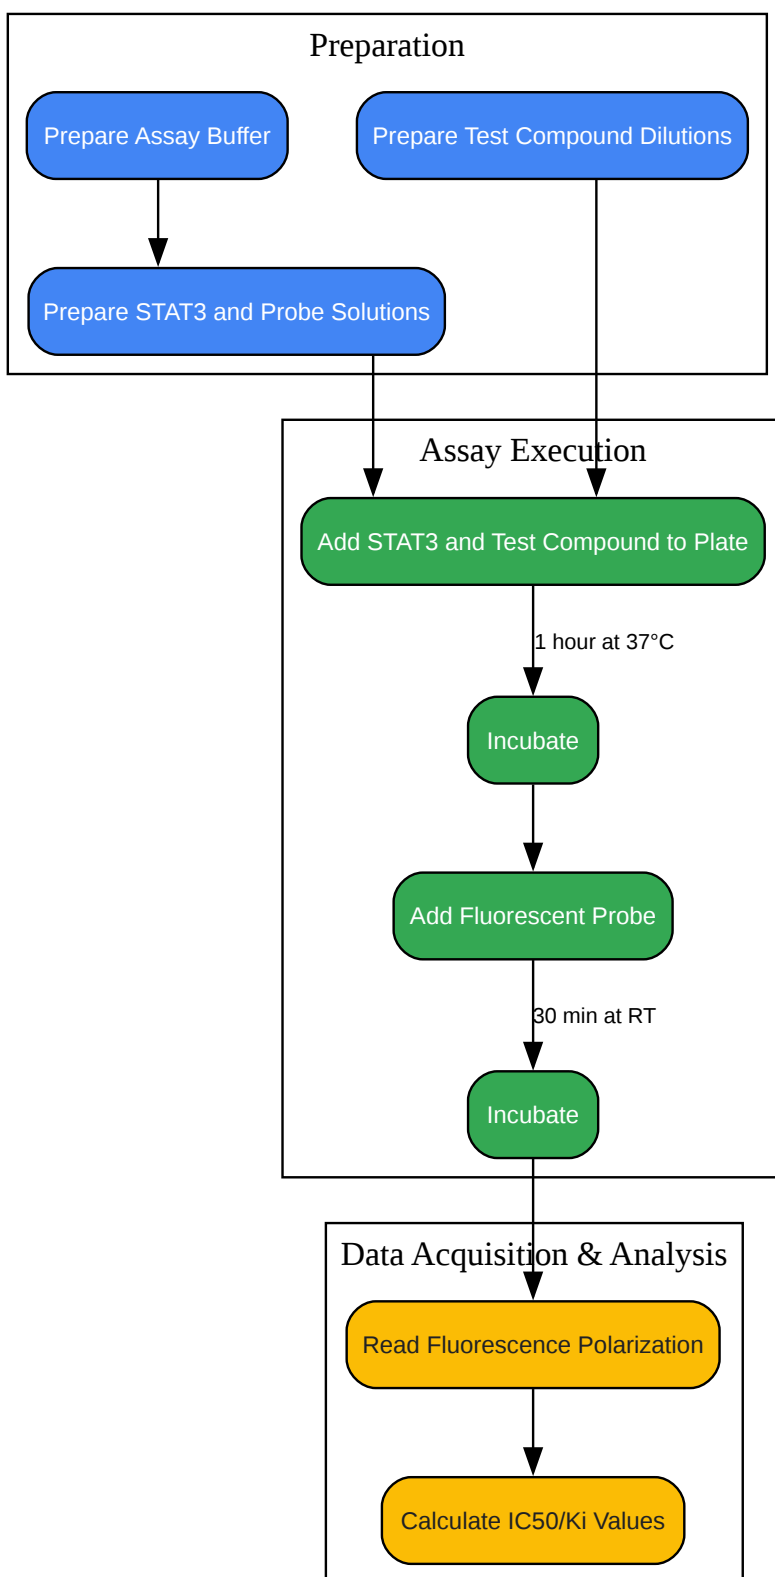 Preparation
Prepare Assay Buffer
Prepare Test Compound Dilutions
Prepare STAT3 and Probe Solutions
Assay Execution
Add STAT3 and Test Compound to Plate
1 hour at 37°C
Incubate
Add Fluorescent Probe
30 min at RT
Incubate
Data Acquisition & Analysis
Read Fluorescence Polarization
Calculate IC50/Ki Values